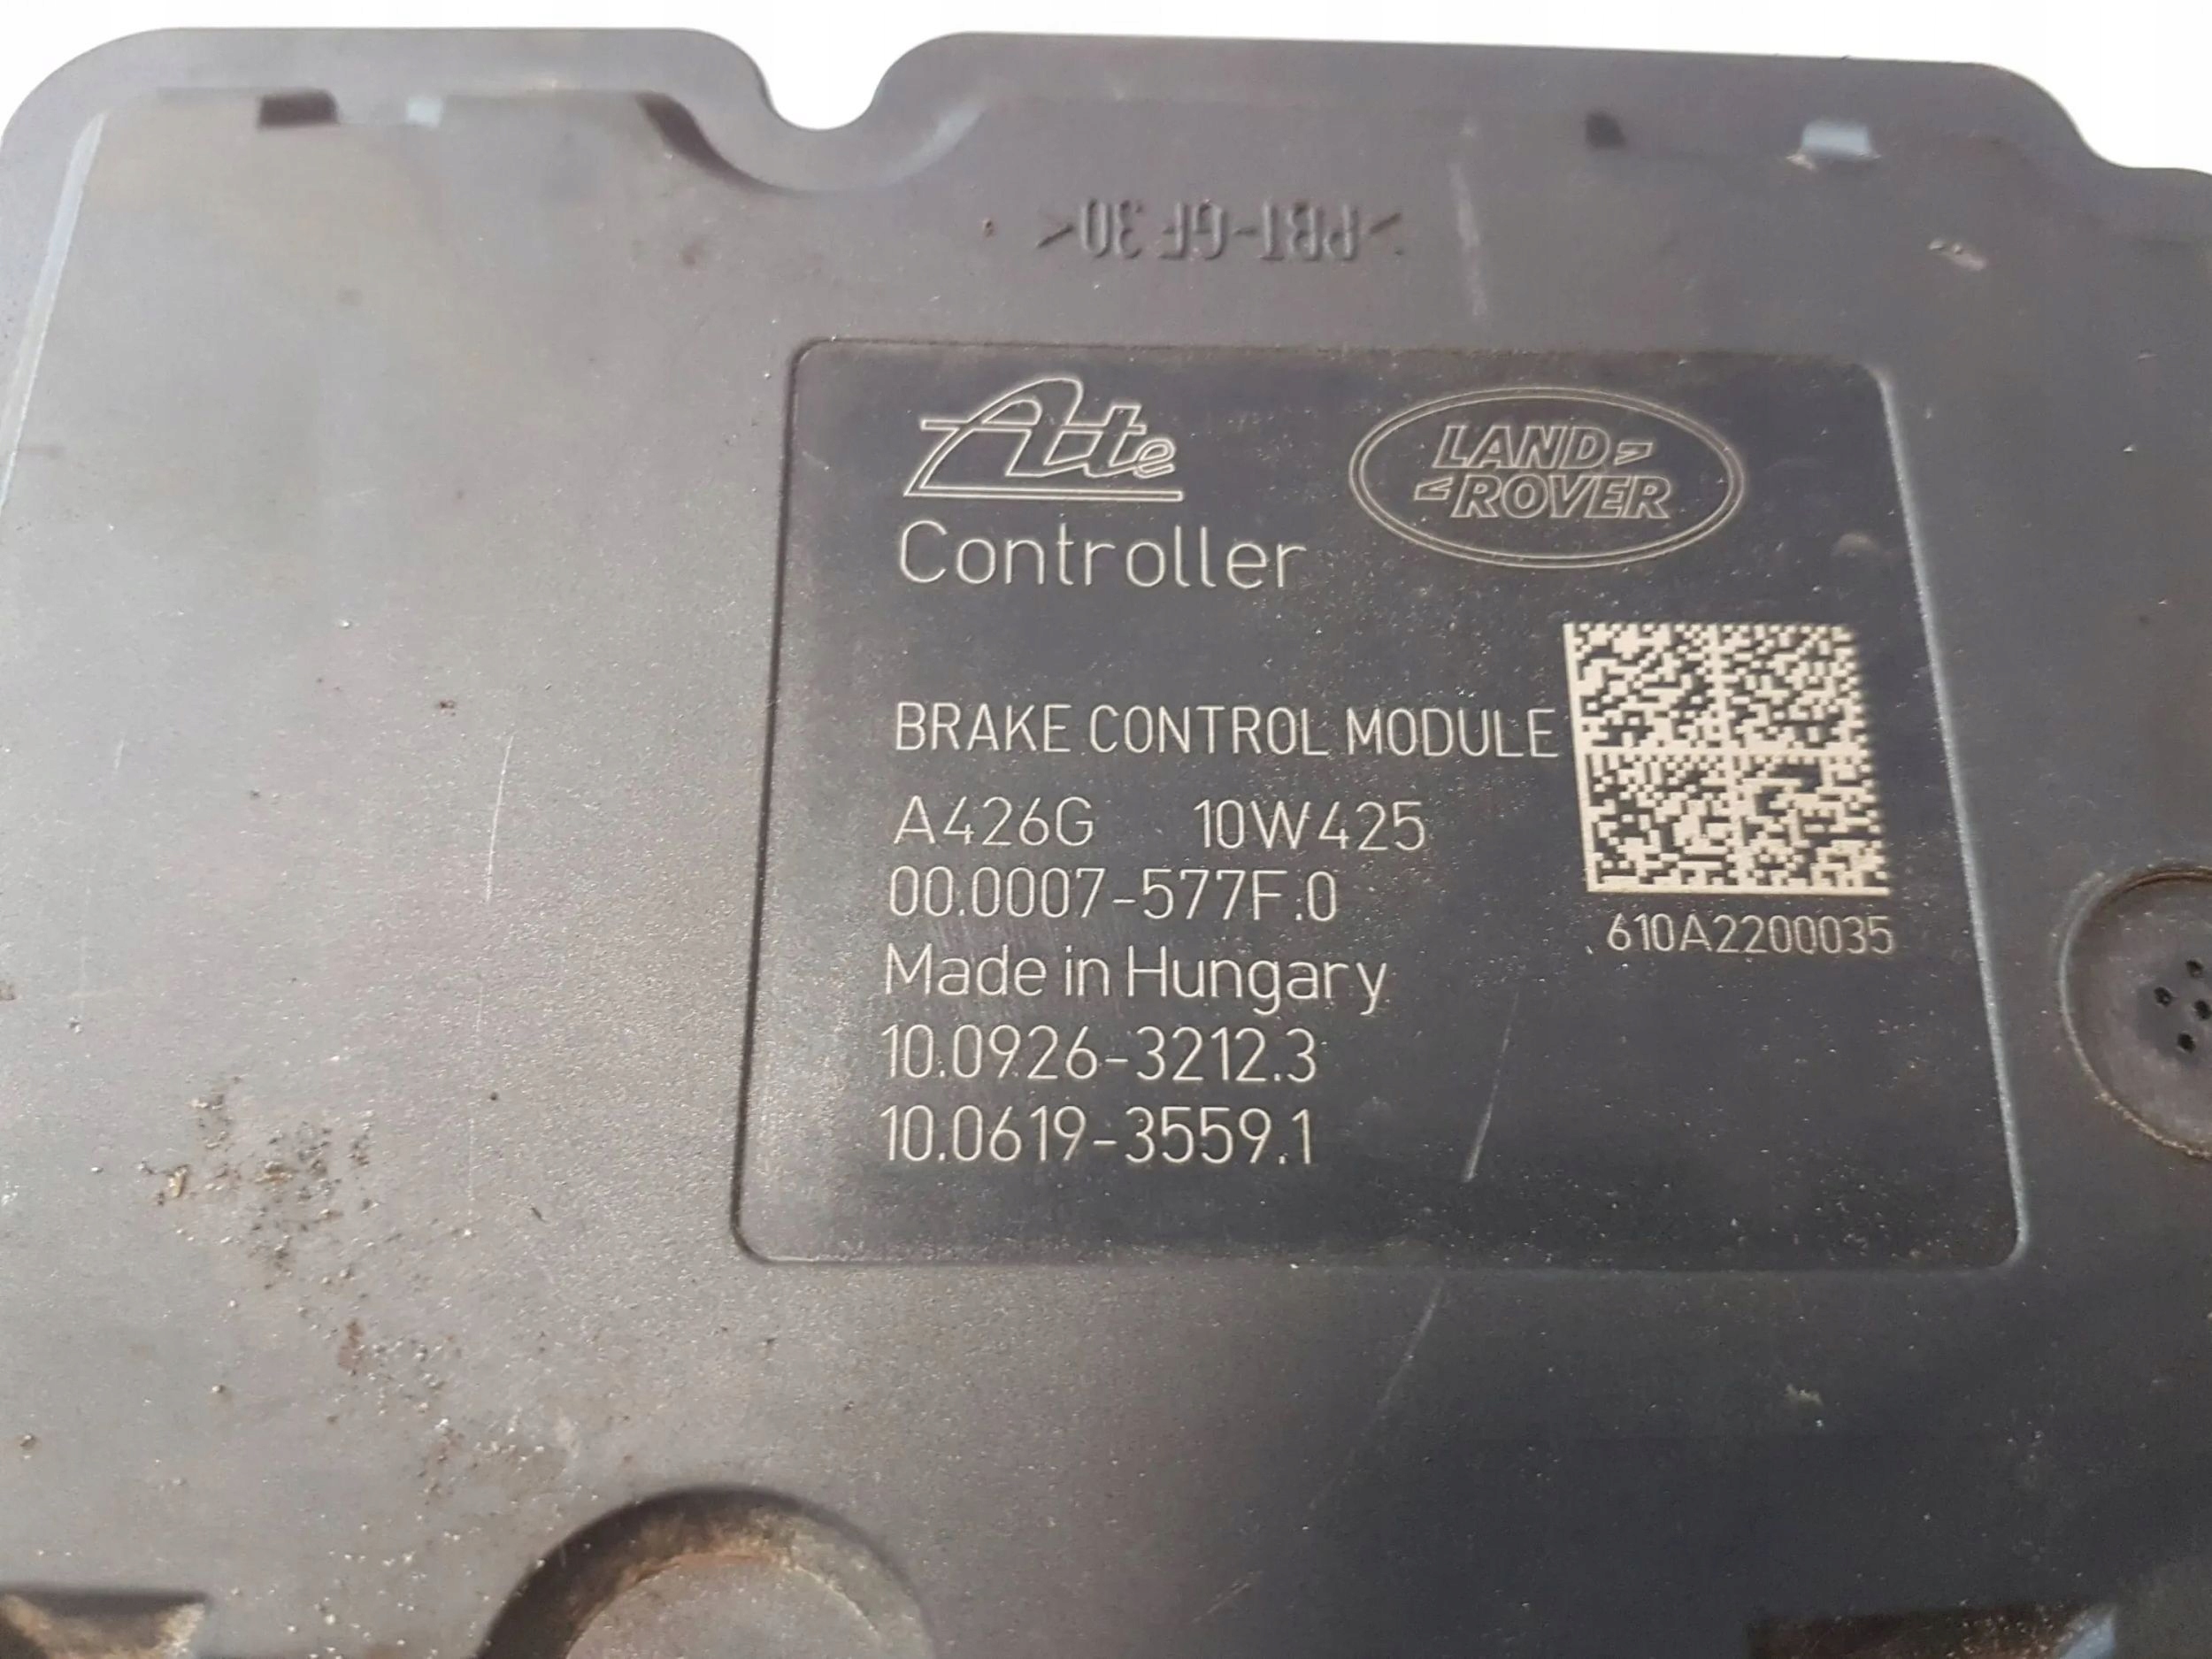 >PBT-GF 30<
Ate
LAND
ROVER
Controller
BRAKE CONTROL MODULE
A426G 10W425
00.0007-577F.0
610A2200035
Made in Hungary
10.0926-3212.3
10.0619-3559.1